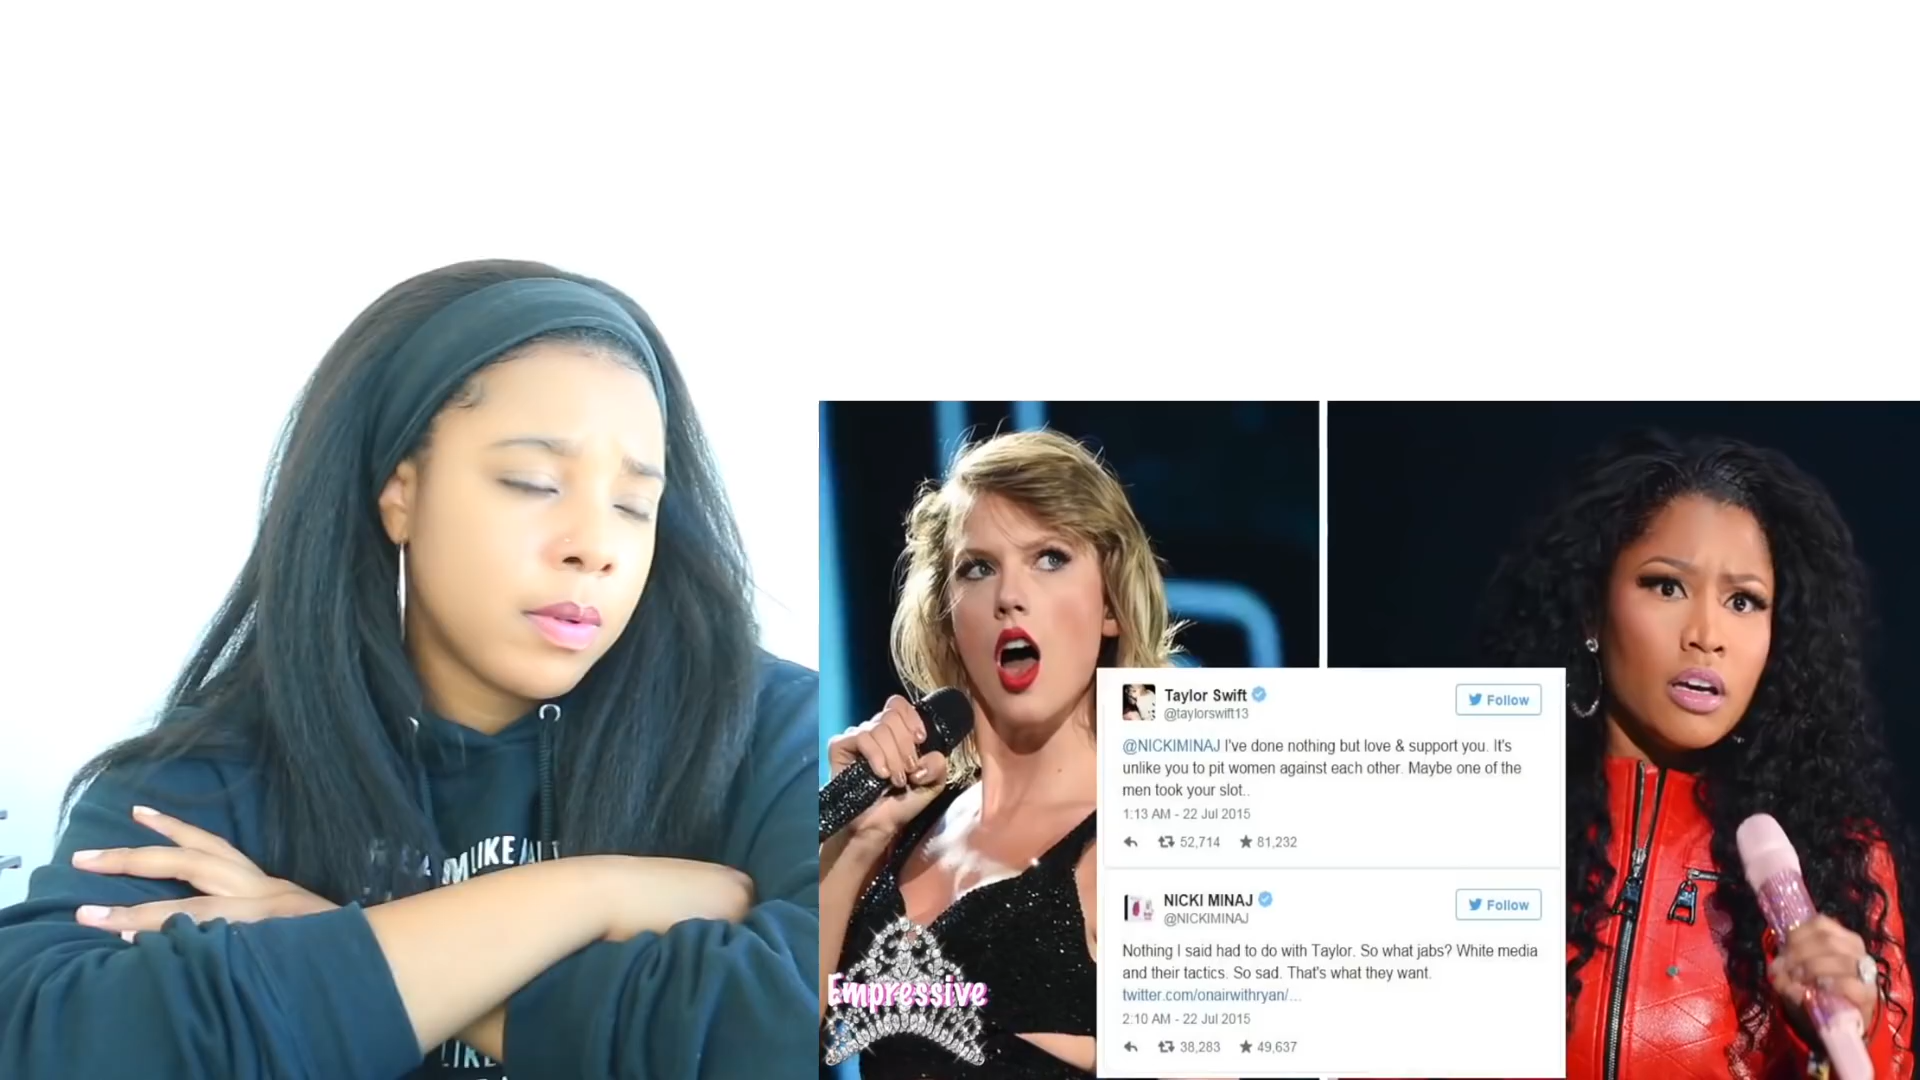 Taylor Swift
@taylorswift13
Follow
@NICKIMINAJ I've done nothing but love & support you. It's
unlike you to pit women against each other. Maybe one of the
men took your slot..
1:13 AM - 22 Jul 2015
52,714 81,232
NICKI MINAJ
@NICKIMINAJ
Follow
Nothing I said had to do with Taylor. So what jabs? White media
and their tactics. So sad. That's what they want.
twitter.com/onairwithryan/...
2:10 AM - 22 Jul 2015
38,283 49,637
Empressive
LIKE
LIKE